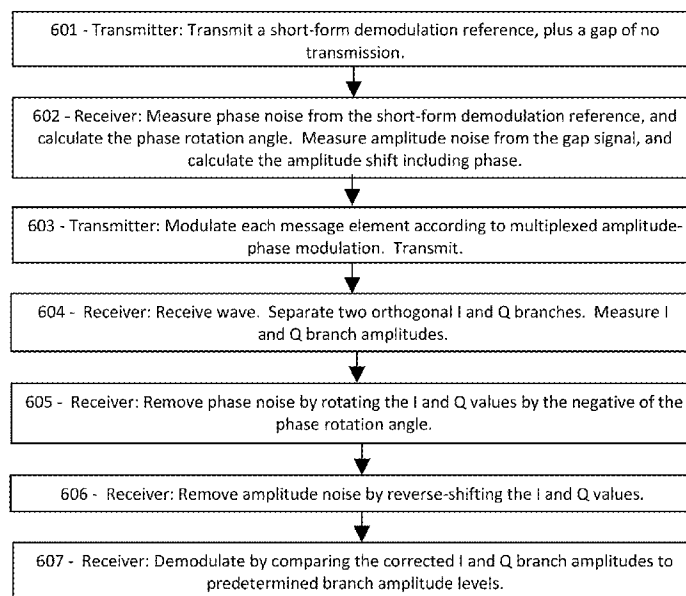 601 - Transmitter: Transmit a short-form demodulation reference, plus a gap of no
transmission.
602 - Receiver: Measure phase noise from the short-form demodulation reference, and
calculate the phase rotation angle. Measure amplitude noise from the gap signal, and
calculate the amplitude shift including phase.
603 - Transmitter: Modulate each message element according to multiplexed amplitude-
phase modulation. Transmit.
604 - Receiver: Receive wave. Separate two orthogonal I and Q branches. Measure I
and Q branch amplitudes.
605 - Receiver: Remove phase noise by rotating the I and Q values by the negative of the
phase rotation angle.
606 - Receiver: Remove amplitude noise by reverse-shifting the I and Q values.
607 - Receiver: Demodulate by comparing the corrected I and Q branch amplitudes to
predetermined branch amplitude levels.